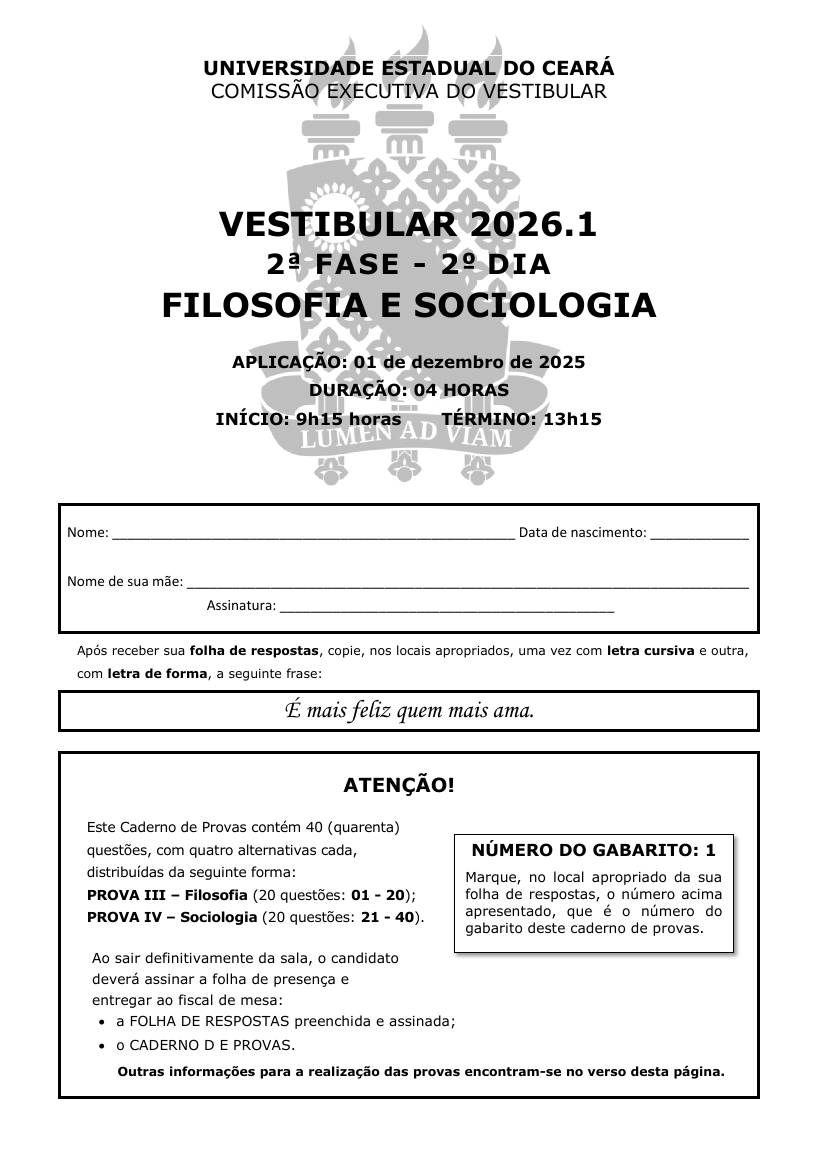 UNIVERSIDADE ESTADUAL DO CEARÁ
COMISSÃO EXECUTIVA DO VESTIBULAR
VESTIBULAR 2026.1
2ª FASE - 2º DIA
FILOSOFIA E SOCIOLOGIA
APLICAÇÃO: 01 de dezembro de 2025
DURAÇÃO: 04 HORAS
INÍCIO: 9h15 horas TÉRMINO: 13h15
LUMEN AD VIAM
Nome: ______________________________________________________ Data de nascimento: _____________
Nome de sua mãe: ___________________________________________________________________________
Assinatura: _____________________________________________
Após receber sua folha de respostas, copie, nos locais apropriados, uma vez com letra cursiva e outra,
com letra de forma, a seguinte frase:
É mais feliz quem mais ama.
ATENÇÃO!
Este Caderno de Provas contém 40 (quarenta)
questões, com quatro alternativas cada,
distribuídas da seguinte forma:
PROVA III – Filosofia (20 questões: 01 - 20);
PROVA IV – Sociologia (20 questões: 21 - 40).
NÚMERO DO GABARITO: 1
Marque, no local apropriado da sua
folha de respostas, o número acima
apresentado, que é o número do
gabarito deste caderno de provas.
Ao sair definitivamente da sala, o candidato
deverá assinar a folha de presença e
entregar ao fiscal de mesa:
• a FOLHA DE RESPOSTAS preenchida e assinada;
• o CADERNO D E PROVAS.
Outras informações para a realização das provas encontram-se no verso desta página.